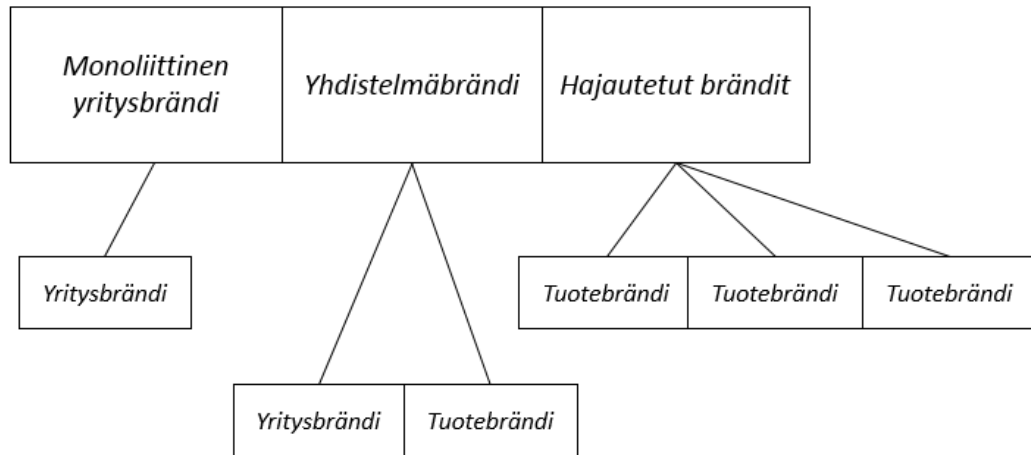 Monoliittinen
yritysbrändi
Yhdistelmäbrändi
Hajautetut brändit
Yritysbrändi
Tuotebrändi
Tuotebrändi
Tuotebrändi
Yritysbrändi
Tuotebrändi